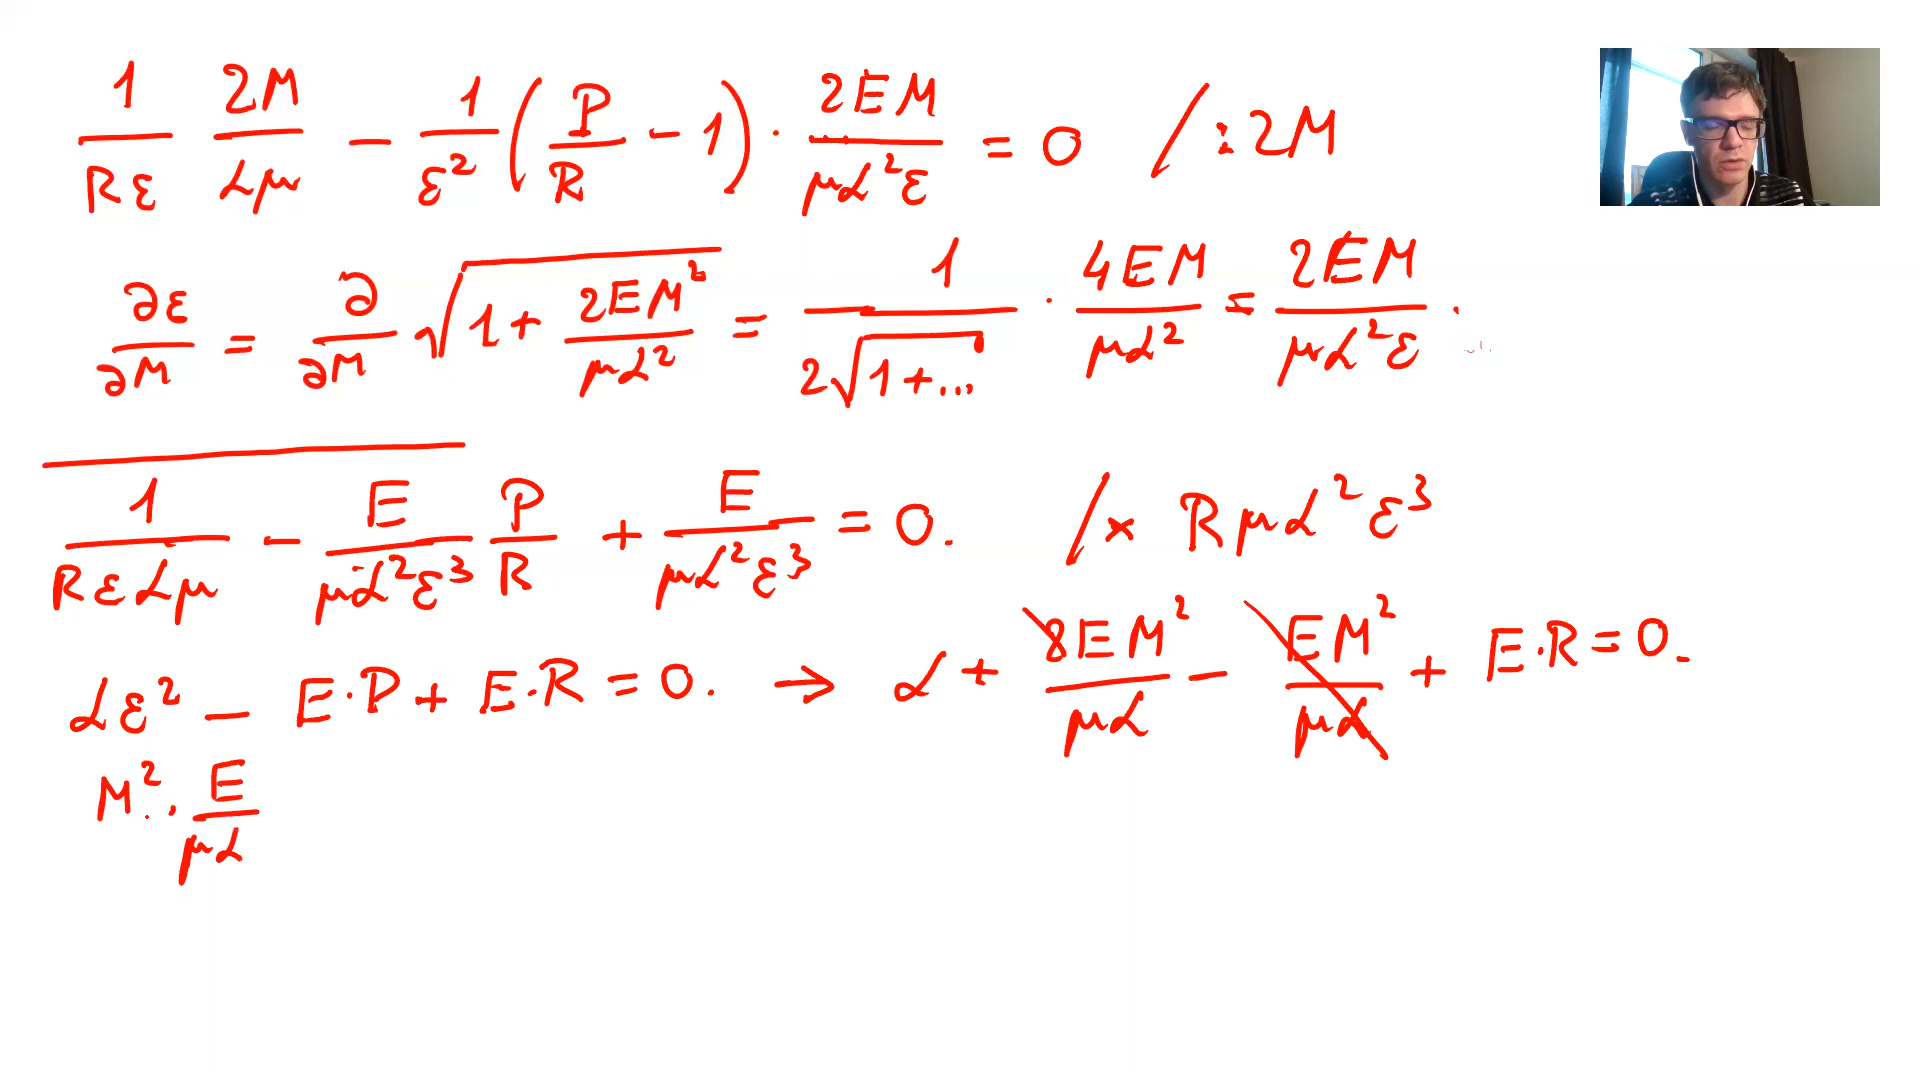 1/(Rε) 2M/(αμ) − 1/ε² (P/R − 1) · 2EM/(μα²ε) = 0 /:2M
∂ε/∂M = ∂/∂M √(1 + 2EM²/(μα²)) = 1/(2√(1+...)) · 4EM/(μα²) = 2EM/(μα²ε) ·
1/(Rεαμ) − E/(μα²ε³) P/R + E/(μα²ε³) = 0. /× Rμα²ε³
αε² − E·P + E·R = 0. → α + 8EM²/(μα) − EM²/(μα) + E·R = 0.
M² · E/(μα)